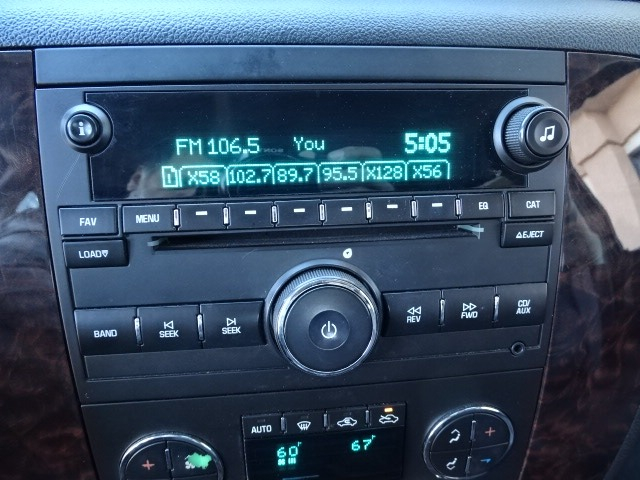 FM 106.5 You 5:05
1 X58 102.7 89.7 95.5 X128 X56
FAV MENU EQ CAT
LOAD EJECT
BAND SEEK SEEK REV FWD CD/
AUX
AUTO
60°F 67°F